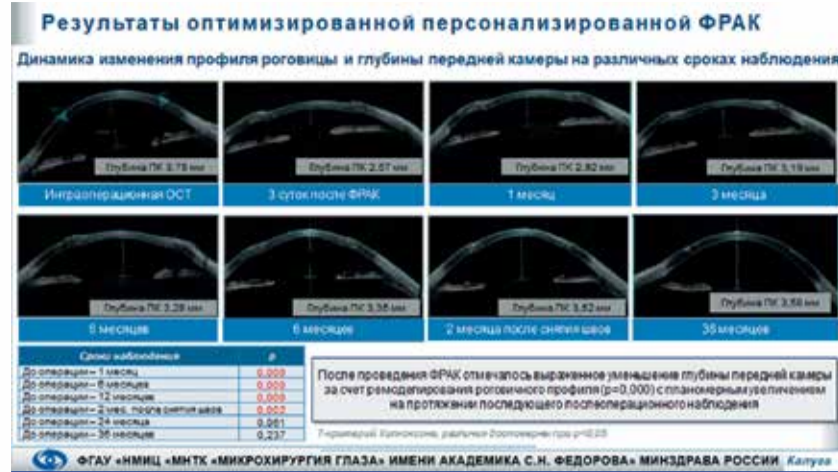 Результаты оптимизированной персонализированной ФРАК
Динамика изменения профиля роговицы и глубины передней камеры на различных сроках наблюдения
Глубина ПК 3,78 мм
Глубина ПК 2,57 мм
Глубина ПК 2,82 мм
Глубина ПК 3,19 мм
Интраоперационная ОСТ
3 суток после ФРАК
1 месяц
3 месяца
Глубина ПК 3,28 мм
Глубина ПК 3,35 мм
Глубина ПК 3,52 мм
Глубина ПК 3,58 мм
6 месяцев
2 месяца после снятия швов
36 месяцев
Сроки наблюдения p
До операции – 1 месяц
До операции – 6 месяцев
До операции – 12 месяцев
До операции – 2 мес. после снятия швов 0,002
До операции – 24 месяца 0,061
До операции – 36 месяцев 0,237
После проведения ФРАК отмечалось выраженное уменьшение глубины передней камеры
за счет ремоделирования роговичного профиля (p=0,000) с планомерным увеличением
на протяжении последующего послеоперационного наблюдения
Т-критерий Вилкоксона, различия достоверны при p<0,05
ФГАУ «НМИЦ «МНТК «МИКРОХИРУРГИЯ ГЛАЗА» ИМЕНИ АКАДЕМИКА С.Н. ФЕДОРОВА» МИНЗДРАВА РОССИИ Калуга